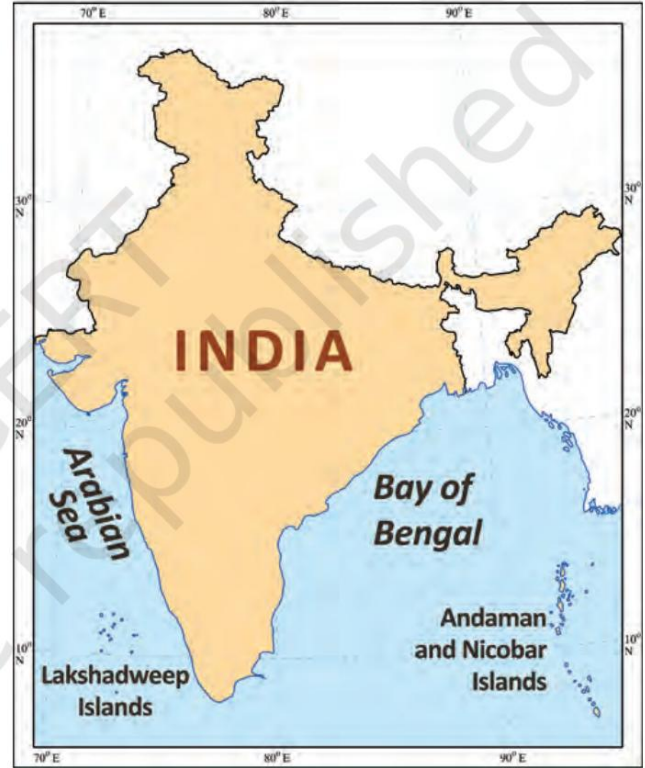 70° E 80° E 90° E
30° N
30° N
INDIA
20° N
20° N
Arabian
Sea
Bay of
Bengal
Andaman
and Nicobar
Islands
10° N
10° N
Lakshadweep
Islands
70° E 80° E 90° E
republished